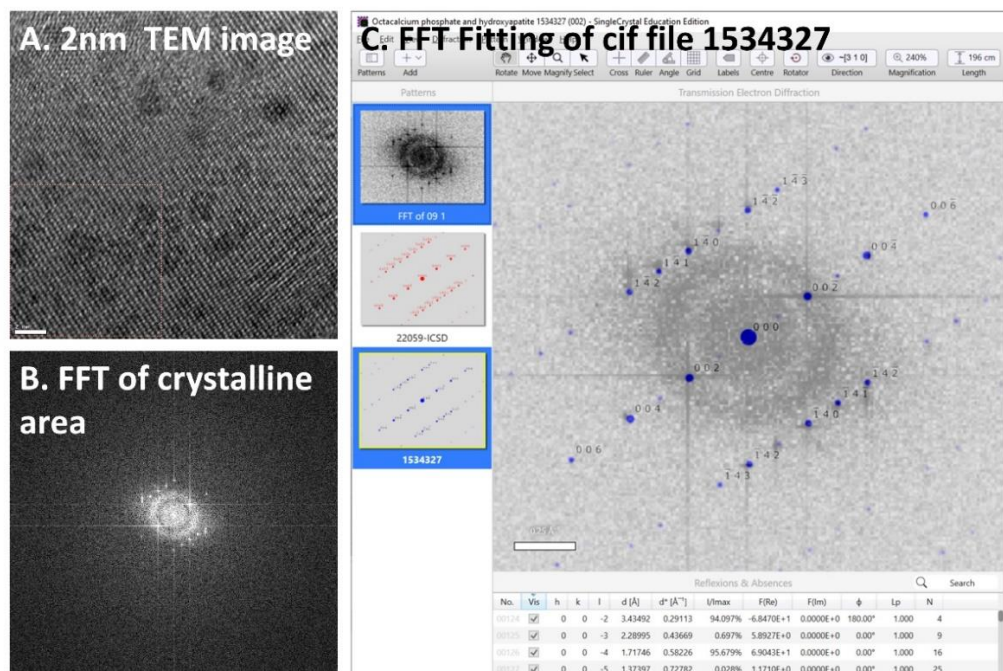 A. 2nm TEM image
B. FFT of crystalline
area
Octacalcium phosphate and hydroxyapatite 1534327 (002) - SingleCrystal Education Edition
C. FFT Fitting of cif file 1534327
Patterns Add Rotate Move Magnify Select Cross Ruler Angle Grid Labels Centre Rotator ~[3 1 0] Direction 240% Magnification 196 cm Length
Patterns
Transmission Electron Diffraction
FFT of 09 1
22059-ICSD
1534327
1 4̅ 3̅
1 4̅ 2̅
0 0 6̅
1 4̅ 0
0 0 4̅
1 4̅ 1
1 4̅ 2
0 0 2̅
0 0 0
0 0 2
1̅ 4 2̅
1̅ 4 1̅
0 0 4
1̅ 4 0
0 0 6
1̅ 4 2
1̅ 4 3
Reflexions & Absences
Search
No. Vis h k l d [Å] d* [Å⁻¹] I/Imax F(Re) F(Im) ϕ Lp N
00124 0 0 -2 3.43492 0.29113 94.097% -6.8470E+1 0.0000E+0 180.00° 1.000 4
00125 0 0 -3 2.28995 0.43669 0.697% 5.8927E+0 0.0000E+0 0.00° 1.000 9
00126 0 0 -4 1.71746 0.58226 95.679% 6.9043E+1 0.0000E+0 0.00° 1.000 16
0 0 -5 1.37397 0.72782 0.028% 1.1710E+0 0.0000E+0 0.00° 1.000 25